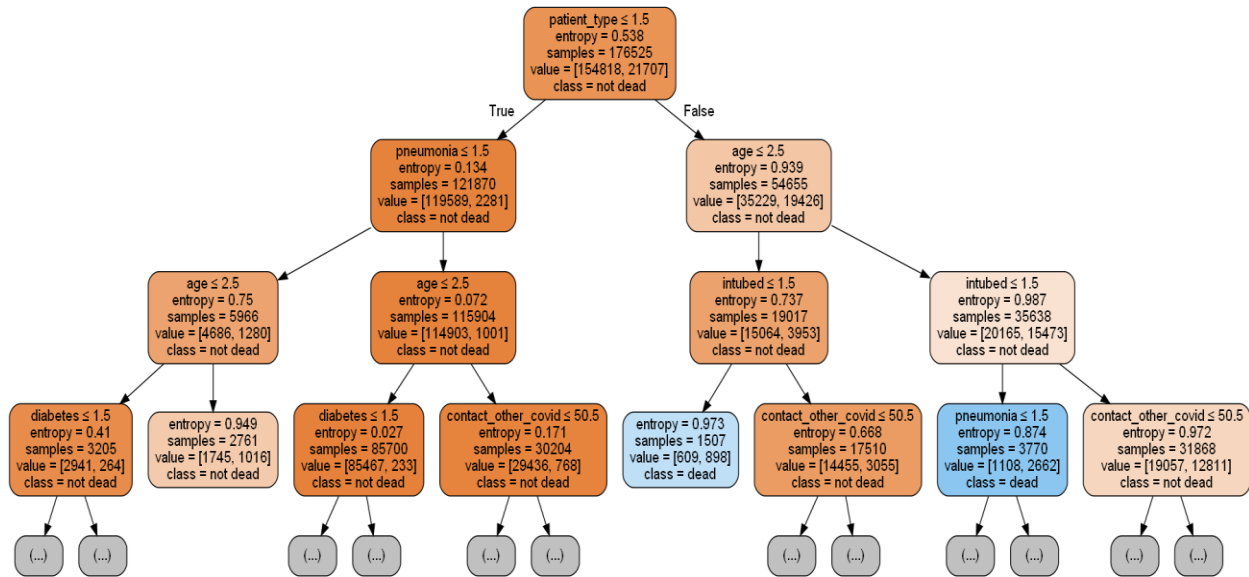 patient_type ≤ 1.5
entropy = 0.538
samples = 176525
value = [154818, 21707]
class = not dead
True
False
pneumonia ≤ 1.5
entropy = 0.134
samples = 121870
value = [119589, 2281]
class = not dead
age ≤ 2.5
entropy = 0.939
samples = 54655
value = [35229, 19426]
class = not dead
age ≤ 2.5
entropy = 0.75
samples = 5966
value = [4686, 1280]
class = not dead
age ≤ 2.5
entropy = 0.072
samples = 115904
value = [114903, 1001]
class = not dead
intubed ≤ 1.5
entropy = 0.737
samples = 19017
value = [15064, 3953]
class = not dead
intubed ≤ 1.5
entropy = 0.987
samples = 35638
value = [20165, 15473]
class = not dead
diabetes ≤ 1.5
entropy = 0.41
samples = 3205
value = [2941, 264]
class = not dead
entropy = 0.949
samples = 2761
value = [1745, 1016]
class = not dead
diabetes ≤ 1.5
entropy = 0.027
samples = 85700
value = [85467, 233]
class = not dead
contact_other_covid ≤ 50.5
entropy = 0.171
samples = 30204
value = [29436, 768]
class = not dead
entropy = 0.973
samples = 1507
value = [609, 898]
class = dead
contact_other_covid ≤ 50.5
entropy = 0.668
samples = 17510
value = [14455, 3055]
class = not dead
pneumonia ≤ 1.5
entropy = 0.874
samples = 3770
value = [1108, 2662]
class = dead
contact_other_covid ≤ 50.5
entropy = 0.972
samples = 31868
value = [19057, 12811]
class = not dead
(...)
(...)
(...)
(...)
(...)
(...)
(...)
(...)
(...)
(...)
(...)
(...)